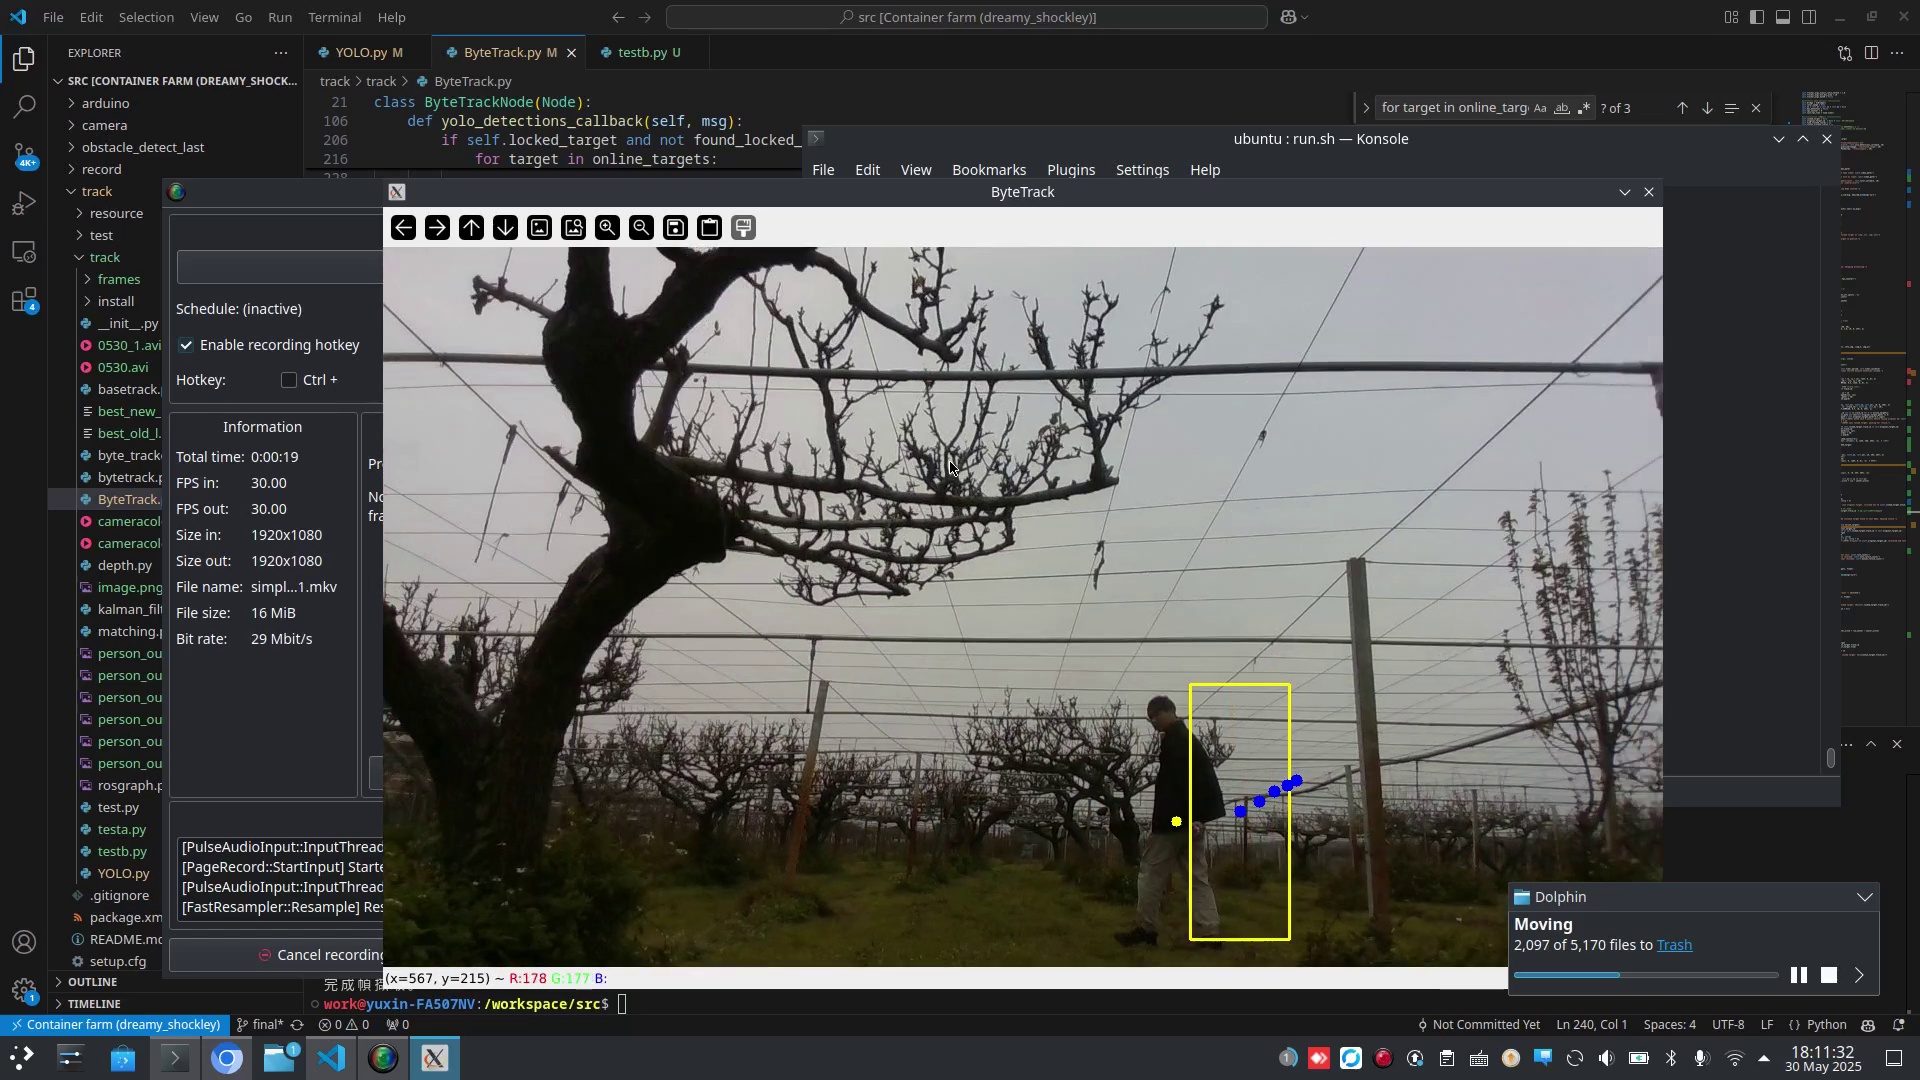 File Edit Selection View Go Run Terminal Help
src [Container farm (dreamy_shockley)]
EXPLORER
YOLO.py M
ByteTrack.py M
testb.py U
SRC [CONTAINER FARM (DREAMY_SHOCK...
track > track > ByteTrack.py
arduino
camera
obstacle_detect_last
record
track
resource
test
track
frames
install
__init__.py
0530_1.avi
0530.avi
basetrack.
best_new_
best_old_l.
byte_track
bytetrack.p
ByteTrack.
cameracol
cameracol
depth.py
image.png
kalman_filt
matching.p
person_ou
person_ou
person_ou
person_ou
person_ou
person_ou
rosgraph.p
test.py
testa.py
testb.py
YOLO.py
.gitignore
package.xm
README.md
setup.cfg
OUTLINE
TIMELINE
4K+
4
1
21 class ByteTrackNode(Node):
106 def yolo_detections_callback(self, msg):
206 if self.locked_target and not found_locked_
216 for target in online_targets:
for target in online_targ Aa ab ? of 3
ubuntu : run.sh — Konsole
File Edit View Bookmarks Plugins Settings Help
ByteTrack
Schedule: (inactive)
Enable recording hotkey
Hotkey: Ctrl +
Information
Total time: 0:00:19
FPS in: 30.00
FPS out: 30.00
Size in: 1920x1080
Size out: 1920x1080
File name: simpl...1.mkv
File size: 16 MiB
Bit rate: 29 Mbit/s
[PulseAudioInput::InputThread
[PageRecord::StartInput] Starte
[PulseAudioInput::InputThread
[FastResampler::Resample] Res
Cancel recording
(x=567, y=215) ~ R:178 G:177 B:
work@yuxin-FA507NV:/workspace/src$
Dolphin
Moving
2,097 of 5,170 files to Trash
Container farm (dreamy_shockley) final* 0 0 0
Not Committed Yet Ln 240, Col 1 Spaces: 4 UTF-8 LF {} Python
1
1
18:11:32
30 May 2025